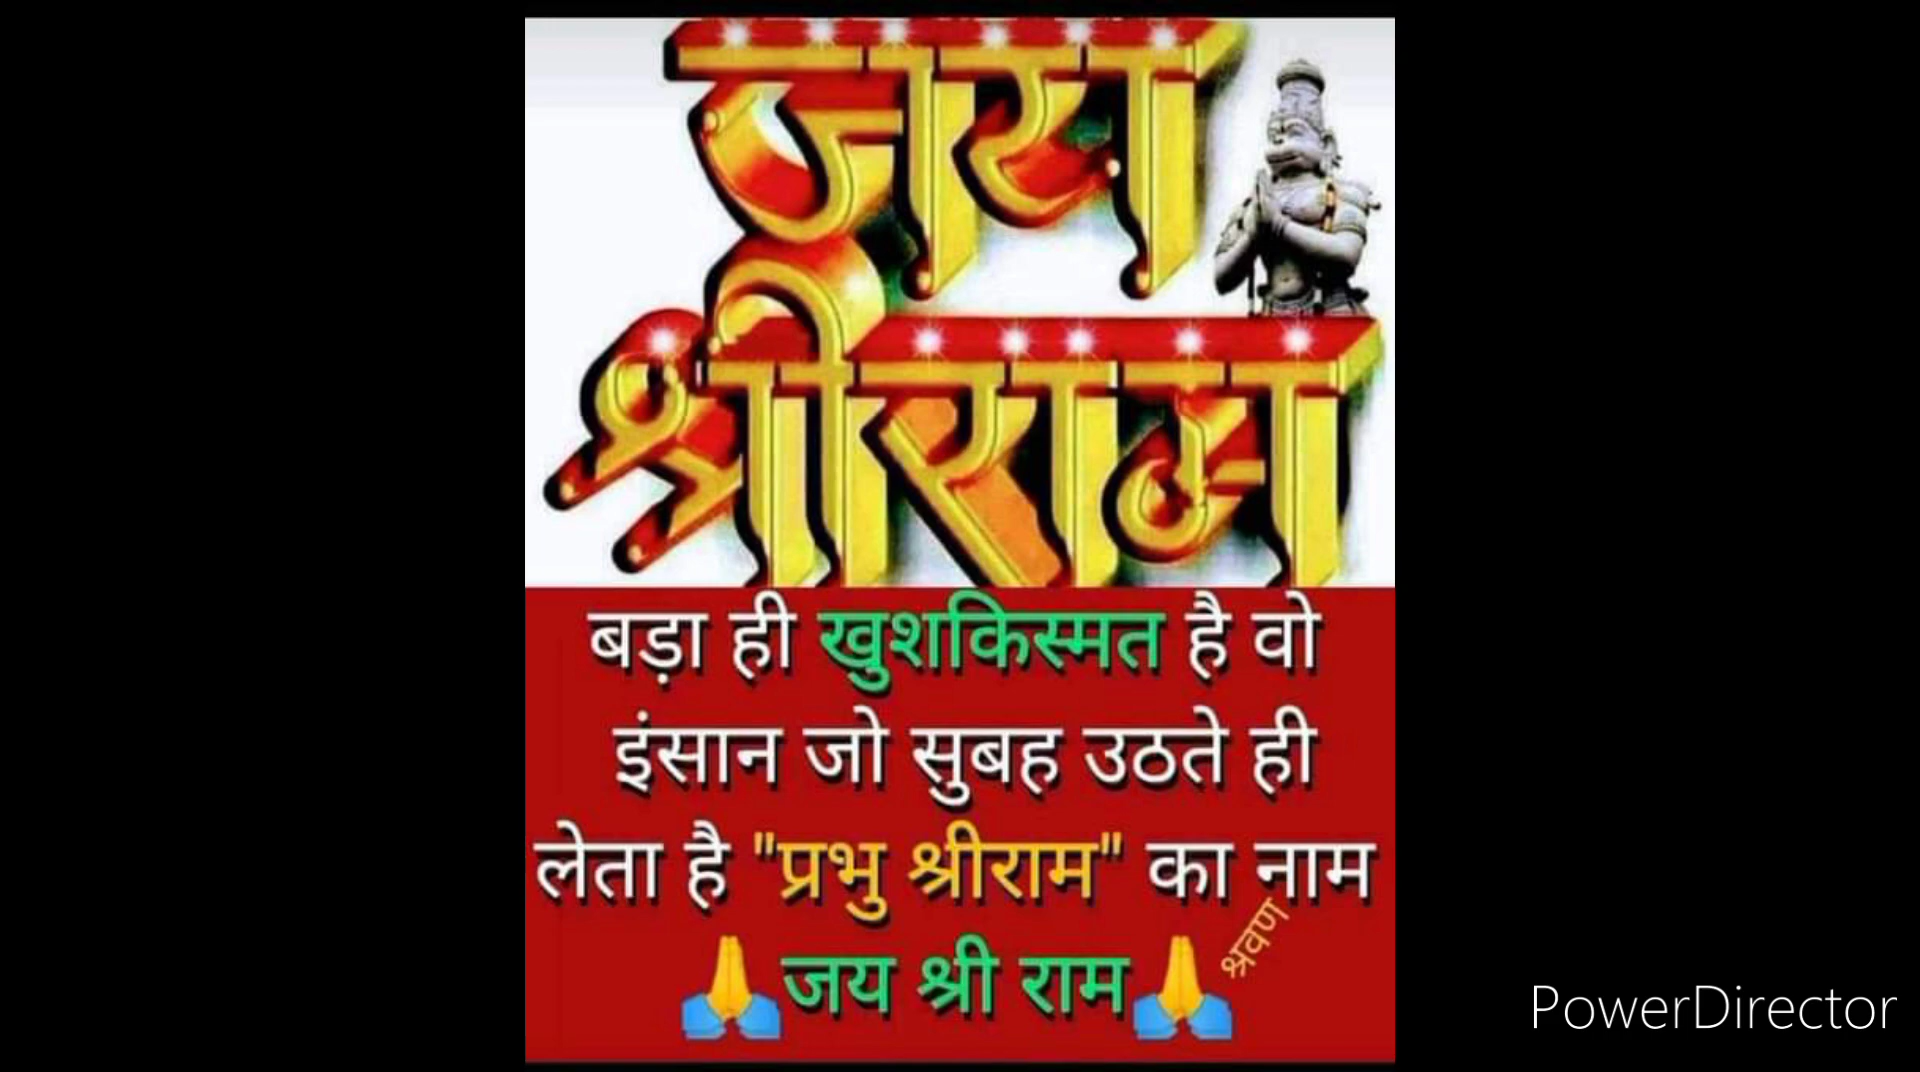 जय
श्रीराम
बड़ा ही खुशकिस्मत है वो
इंसान जो सुबह उठते ही
लेता है "प्रभु श्रीराम" का नाम
🙏जय श्री राम🙏
श्रवण
PowerDirector